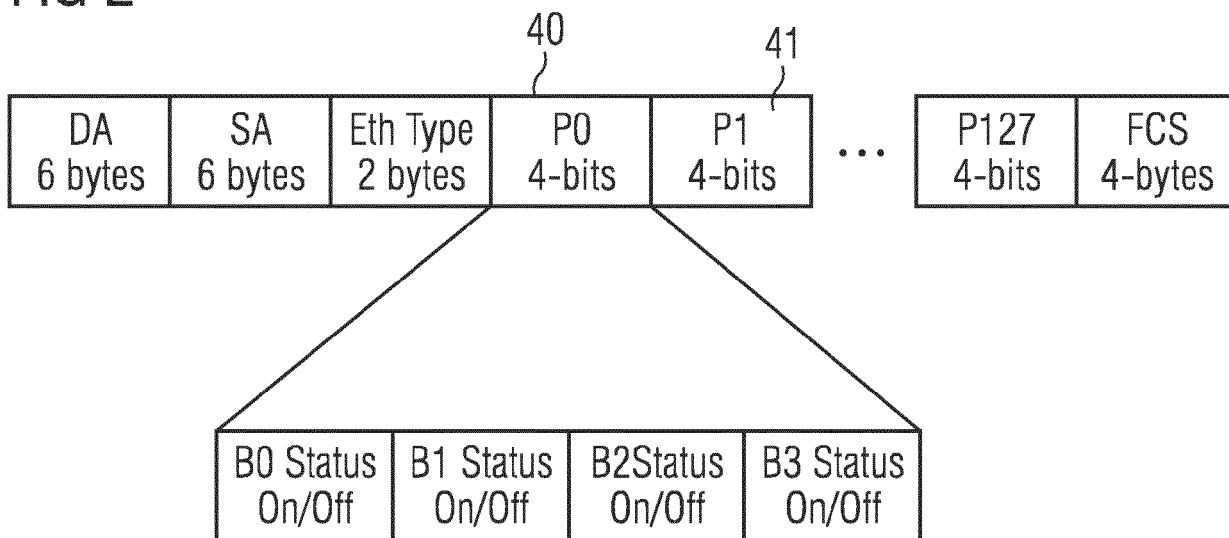 FIG 2
40
41
DA
6 bytes
SA
6 bytes
Eth Type
2 bytes
P0
4-bits
P1
4-bits
...
P127
4-bits
FCS
4-bytes
B0 Status
On/Off
B1 Status
On/Off
B2Status
On/Off
B3 Status
On/Off